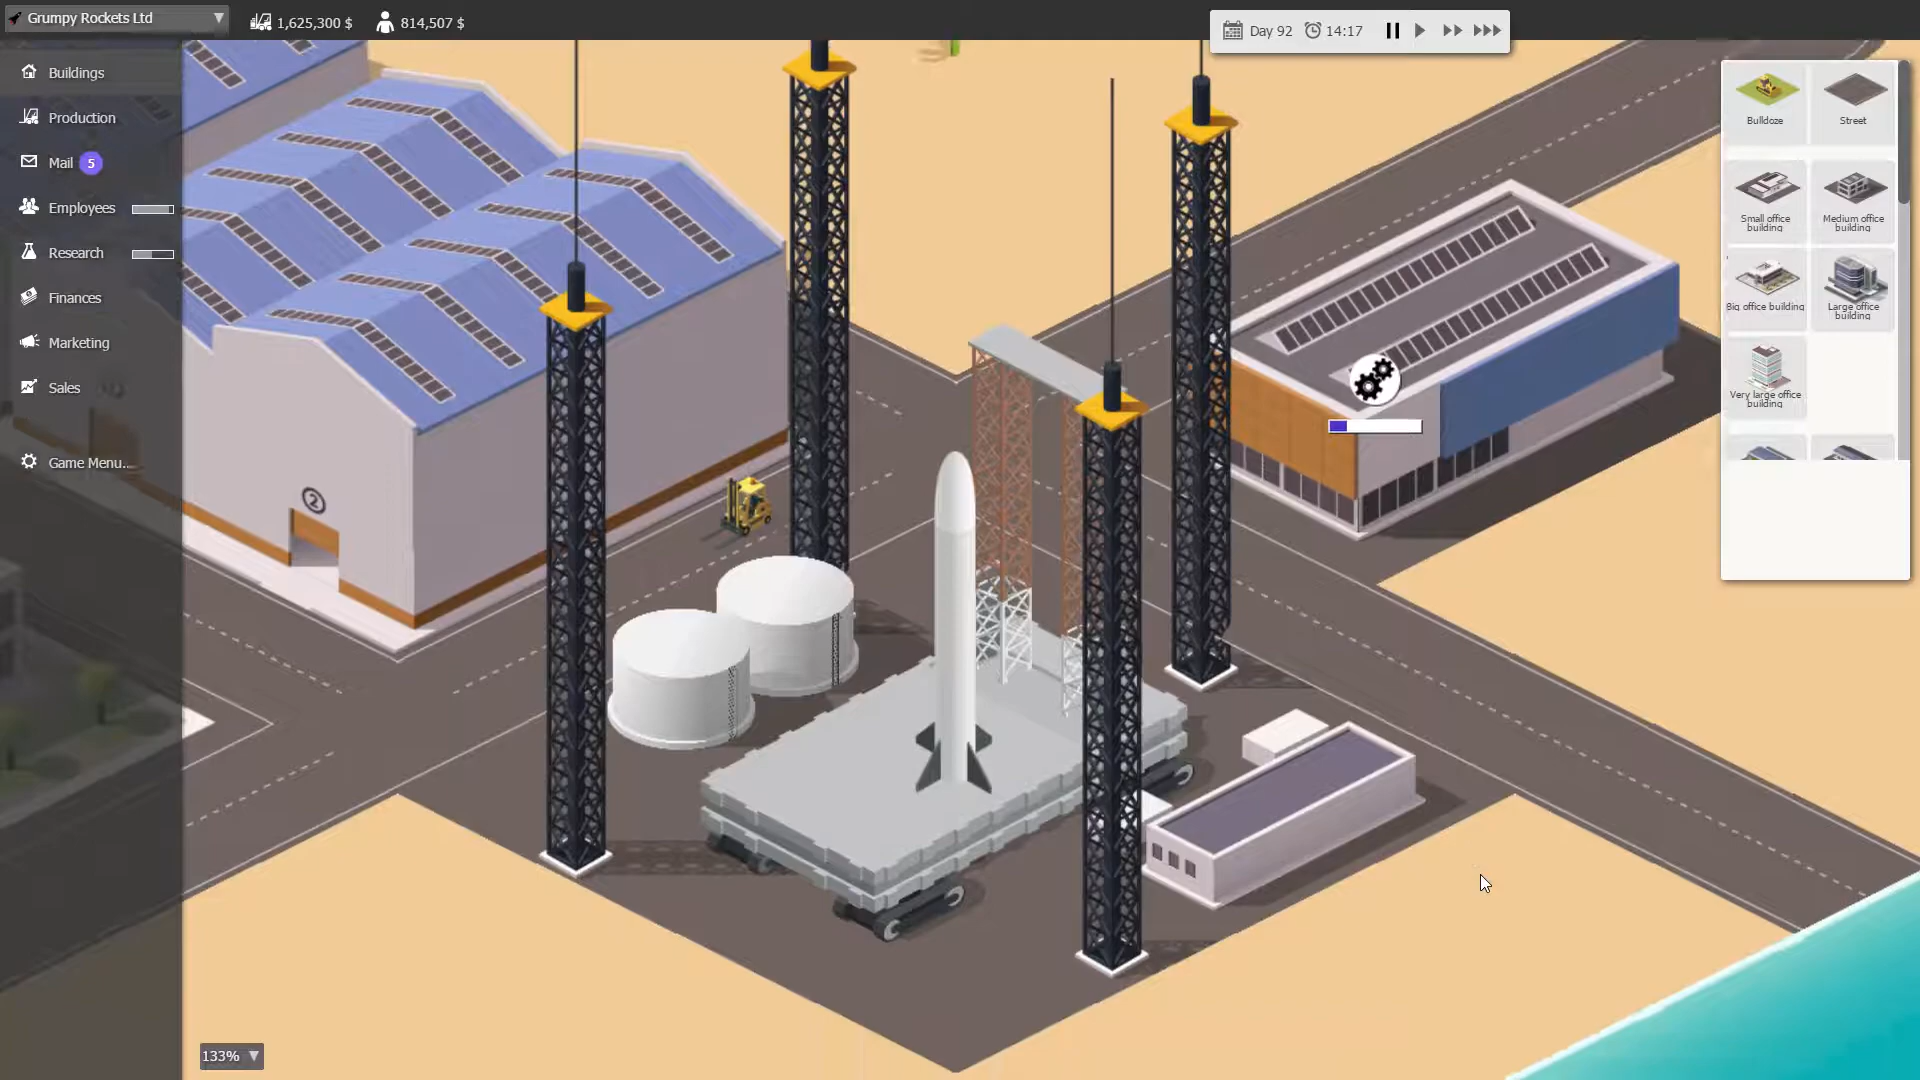 Grumpy Rockets Ltd
1,625,300 $
814,507 $
Day 92
14:17
Buildings
Production
Mail 5
Employees
Research
Finances
Marketing
Sales
Game Menu...
Bulldoze
Street
Small office
building
Medium office
building
Big office building
Large office
building
Very large office
building
2
133%